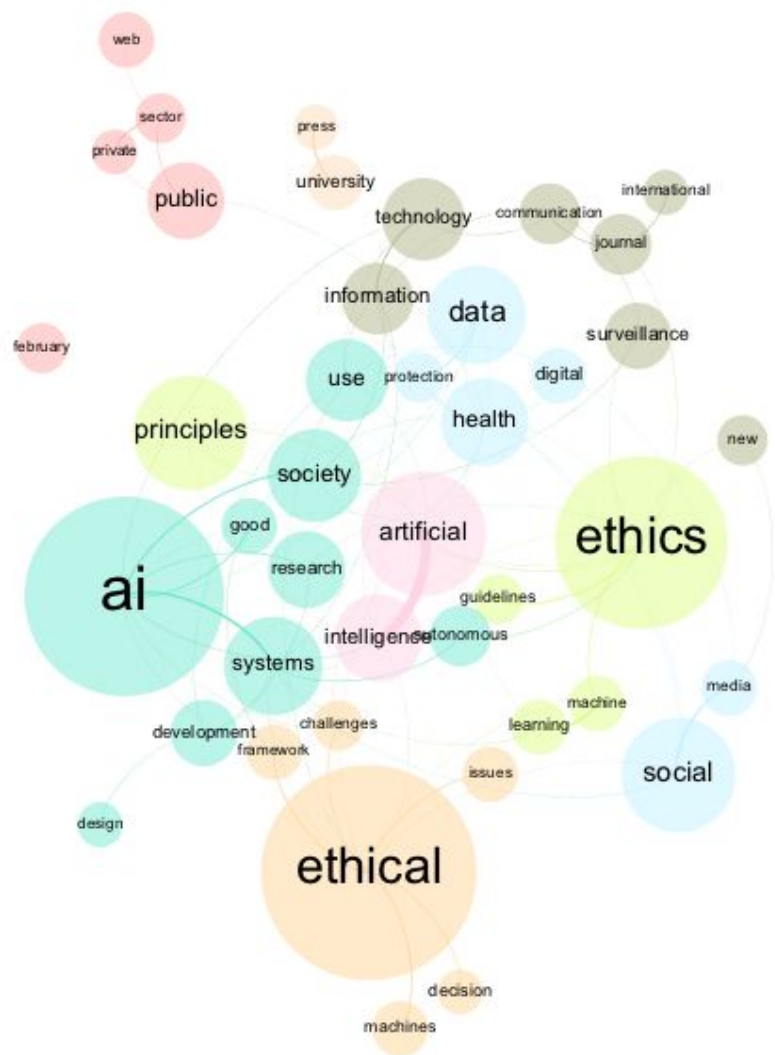 web
sector
press
private
university
international
public
technology
communication
journal
information
data
surveillance
february
use
protection
digital
principles
health
new
society
good
artificial
ethics
ai
research
guidelines
intelligence
autonomous
systems
media
machine
challenges
learning
development
framework
issues
social
design
ethical
decision
machines